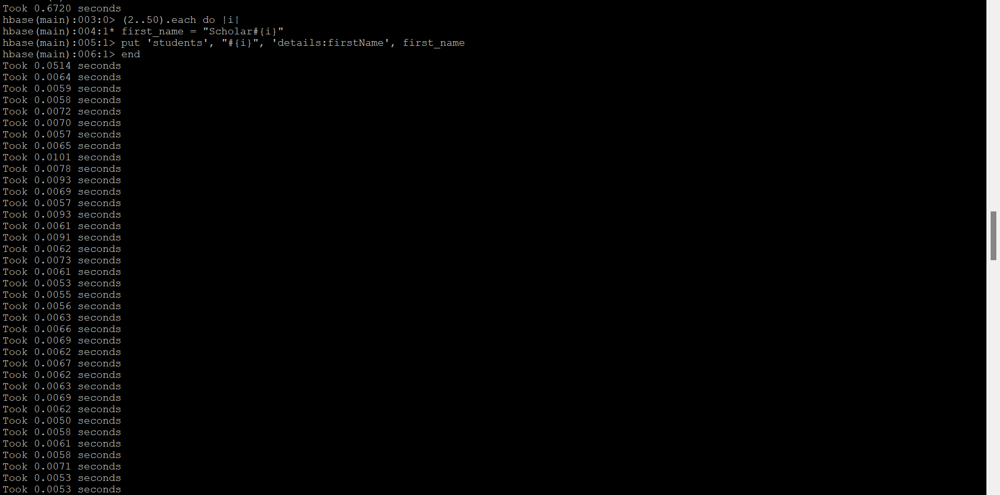 Took 0.6720 seconds
hbase(main):003:0> (2..50).each do |i|
hbase(main):004:1* first_name = "Scholar#{i}"
hbase(main):005:1> put 'students', "#{i}", 'details:firstName', first_name
hbase(main):006:1> end
Took 0.0514 seconds
Took 0.0064 seconds
Took 0.0059 seconds
Took 0.0058 seconds
Took 0.0072 seconds
Took 0.0070 seconds
Took 0.0057 seconds
Took 0.0065 seconds
Took 0.0101 seconds
Took 0.0078 seconds
Took 0.0093 seconds
Took 0.0069 seconds
Took 0.0057 seconds
Took 0.0093 seconds
Took 0.0061 seconds
Took 0.0091 seconds
Took 0.0062 seconds
Took 0.0073 seconds
Took 0.0061 seconds
Took 0.0053 seconds
Took 0.0055 seconds
Took 0.0056 seconds
Took 0.0063 seconds
Took 0.0066 seconds
Took 0.0069 seconds
Took 0.0062 seconds
Took 0.0067 seconds
Took 0.0062 seconds
Took 0.0063 seconds
Took 0.0069 seconds
Took 0.0062 seconds
Took 0.0050 seconds
Took 0.0058 seconds
Took 0.0061 seconds
Took 0.0058 seconds
Took 0.0071 seconds
Took 0.0053 seconds
Took 0.0053 seconds